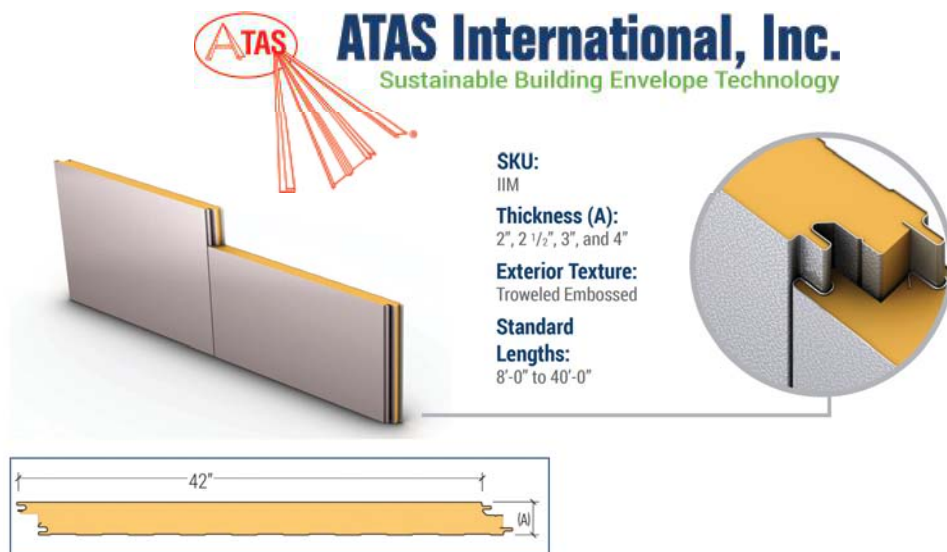 ATAS
ATAS International, Inc.
Sustainable Building Envelope Technology
®
SKU:
IIM
Thickness (A):
2", 2 1/2", 3", and 4"
Exterior Texture:
Troweled Embossed
Standard
Lengths:
8'-0" to 40'-0"
42"
(A)